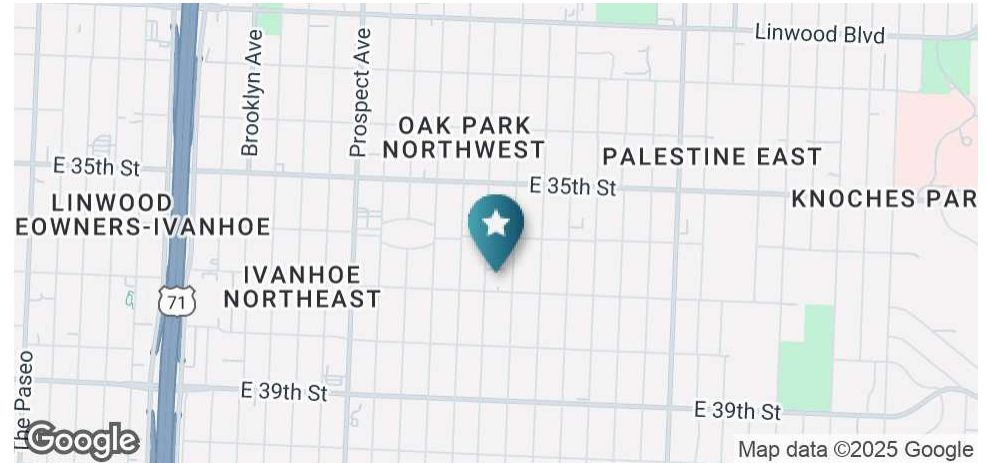 Linwood Blvd
Brooklyn Ave
Prospect Ave
OAK PARK
NORTHWEST
PALESTINE EAST
E 35th St
E 35th St
KNOCHES PAR
LINWOOD
EOWNERS-IVANHOE
IVANHOE
NORTHEAST
71
The Paseo
E 39th St
E 39th St
Google
Map data ©2025 Google